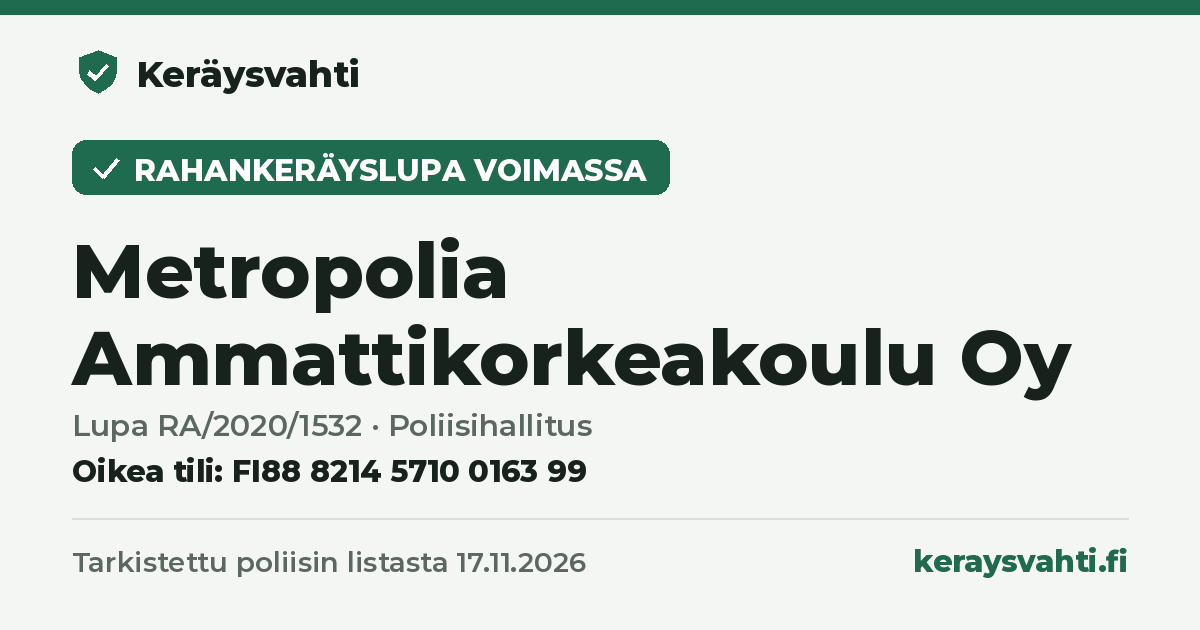 Keräysvahti
RAHANKERÄYSLUPA VOIMASSA
Metropolia
Ammattikorkeakoulu Oy
Lupa RA/2020/1532 · Poliisihallitus
Oikea tili: FI88 8214 5710 0163 99
Tarkistettu poliisin listasta 17.11.2026
keraysvahti.fi